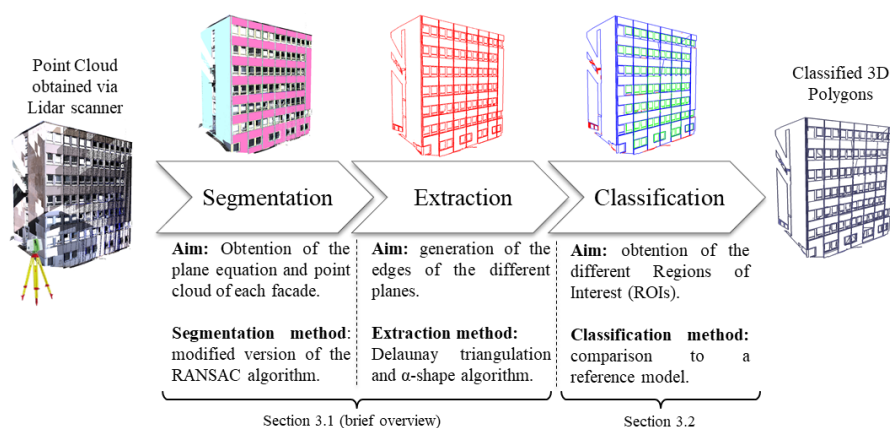 Point Cloud
obtained via
Lidar scanner
Classified 3D
Polygons
Segmentation
Extraction
Classification
Aim: Obtention of the
plane equation and point
cloud of each facade.
Segmentation method:
modified version of the
RANSAC algorithm.
Aim: generation of the
edges of the different
planes.
Extraction method:
Delaunay triangulation
and α-shape algorithm.
Aim: obtention of the
different Regions of
Interest (ROIs).
Classification method:
comparison to a
reference model.
Section 3.1 (brief overview)
Section 3.2